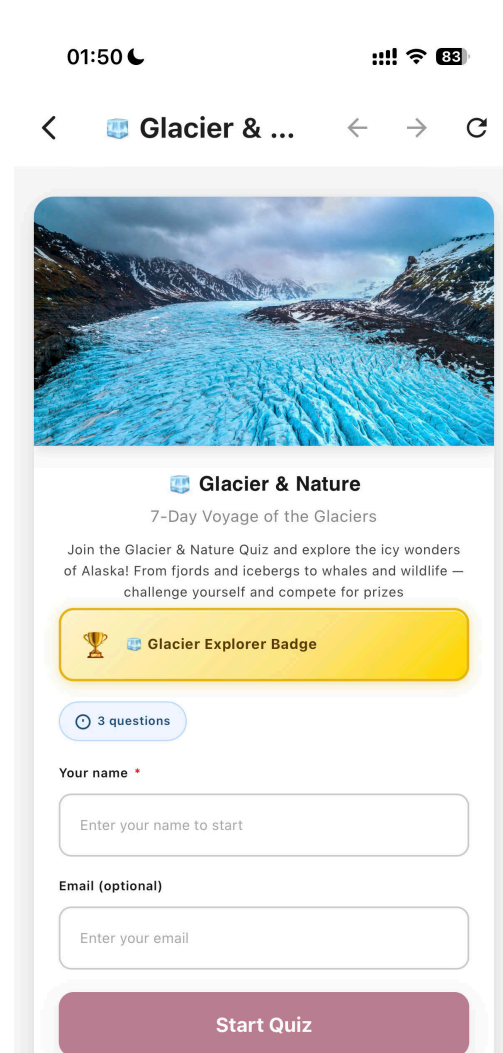 01:50
83
Glacier & ...
Glacier & Nature
7-Day Voyage of the Glaciers
Join the Glacier & Nature Quiz and explore the icy wonders
of Alaska! From fjords and icebergs to whales and wildlife —
challenge yourself and compete for prizes
Glacier Explorer Badge
3 questions
Your name *
Enter your name to start
Email (optional)
Enter your email
Start Quiz